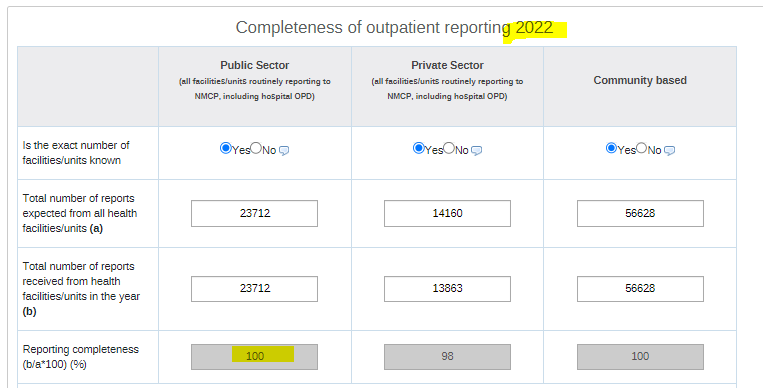 Completeness of outpatient reporting 2022
Public Sector
(all facilities/units routinely reporting to
NMCP, including hospital OPD)
Private Sector
(all facilities/units routinely reporting to
NMCP, including hospital OPD)
Community based
Is the exact number of
facilities/units known
Yes No
Yes No
Yes No
Total number of reports
expected from all health
facilities/units (a)
23712
14160
56628
Total number of reports
received from health
facilities/units in the year
(b)
23712
13863
56628
Reporting completeness
(b/a*100) (%)
100
98
100